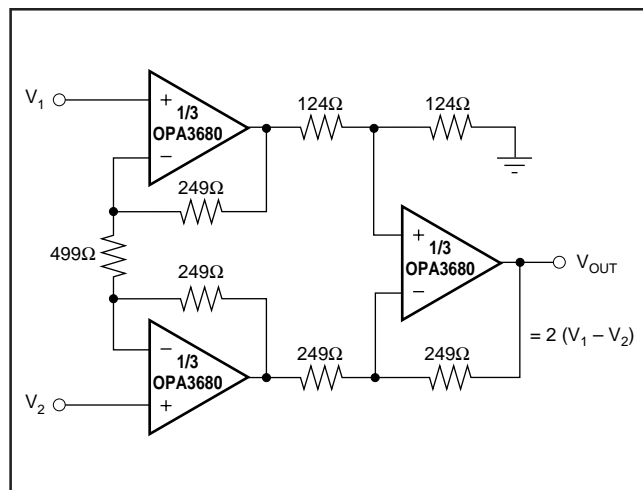 V1
+
1/3
OPA3680
−
124Ω
124Ω
249Ω
499Ω
249Ω
+
1/3
OPA3680
−
VOUT
= 2 (V1 – V2)
−
1/3
OPA3680
+
249Ω
249Ω
V2